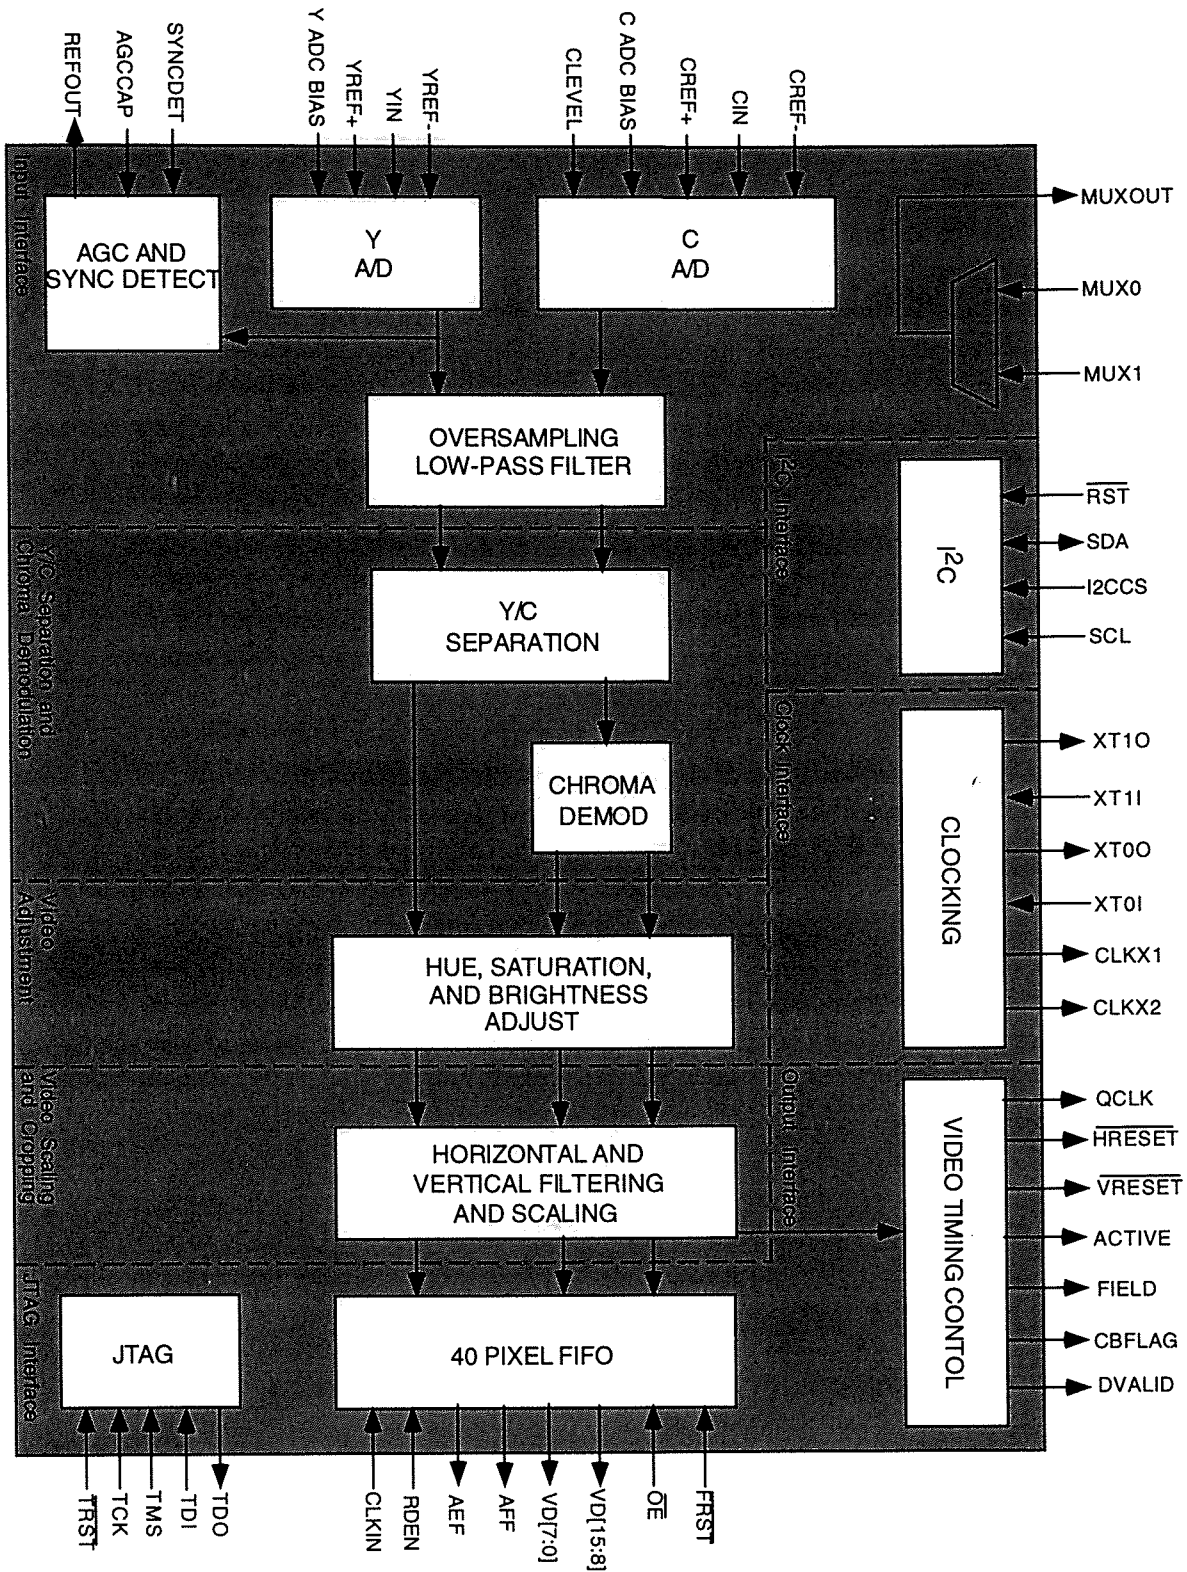 REFOUT
AGCCAP
SYNCDET
Y ADC BIAS
YREF+
YIN
YREF-
CLEVEL
C ADC BIAS
CREF+
CIN
CREF-
MUXOUT
MUX0
MUX1
Input Interface
AGC AND
SYNC DETECT
Y
A/D
C
A/D
OVERSAMPLING
LOW-PASS FILTER
I²C Interface
I²C
RST
SDA
I2CCS
SCL
Y/C Separation and
Chroma Demodulation
Y/C
SEPARATION
CHROMA
DEMOD
Clock Interface
CLOCKING
XT1O
XT1I
XT0O
XT0I
CLKX1
CLKX2
Video
Adjustment
HUE, SATURATION,
AND BRIGHTNESS
ADJUST
Video Scaling
and Cropping
HORIZONTAL AND
VERTICAL FILTERING
AND SCALING
Output Interface
VIDEO TIMING CONTOL
QCLK
HRESET
VRESET
ACTIVE
FIELD
CBFLAG
DVALID
JTAG Interface
JTAG
40 PIXEL FIFO
TRST
TCK
TMS
TDI
TDO
CLKIN
RDEN
AEF
AFF
VD[7:0]
VD[15:8]
OE
FRST